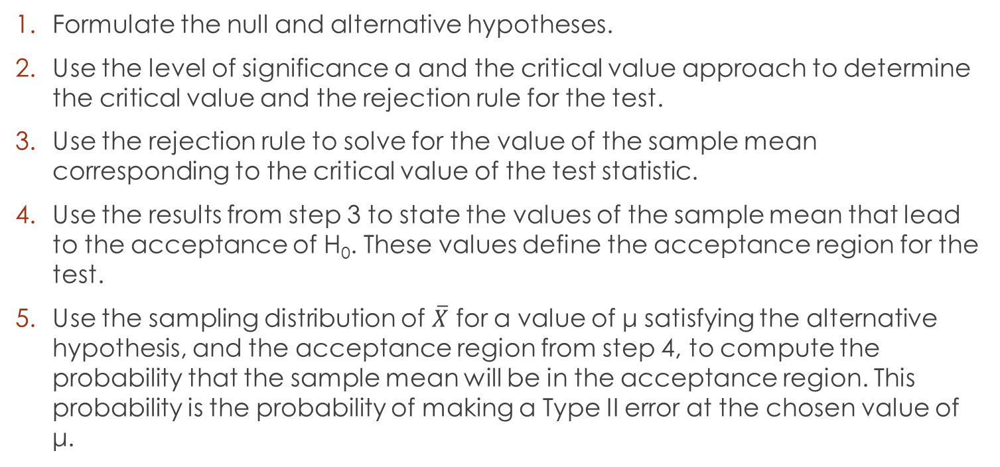 1. Formulate the null and alternative hypotheses.
2. Use the level of significance α and the critical value approach to determine
the critical value and the rejection rule for the test.
3. Use the rejection rule to solve for the value of the sample mean
corresponding to the critical value of the test statistic.
4. Use the results from step 3 to state the values of the sample mean that lead
to the acceptance of H₀. These values define the acceptance region for the
test.
5. Use the sampling distribution of X̅ for a value of μ satisfying the alternative
hypothesis, and the acceptance region from step 4, to compute the
probability that the sample mean will be in the acceptance region. This
probability is the probability of making a Type II error at the chosen value of
μ.